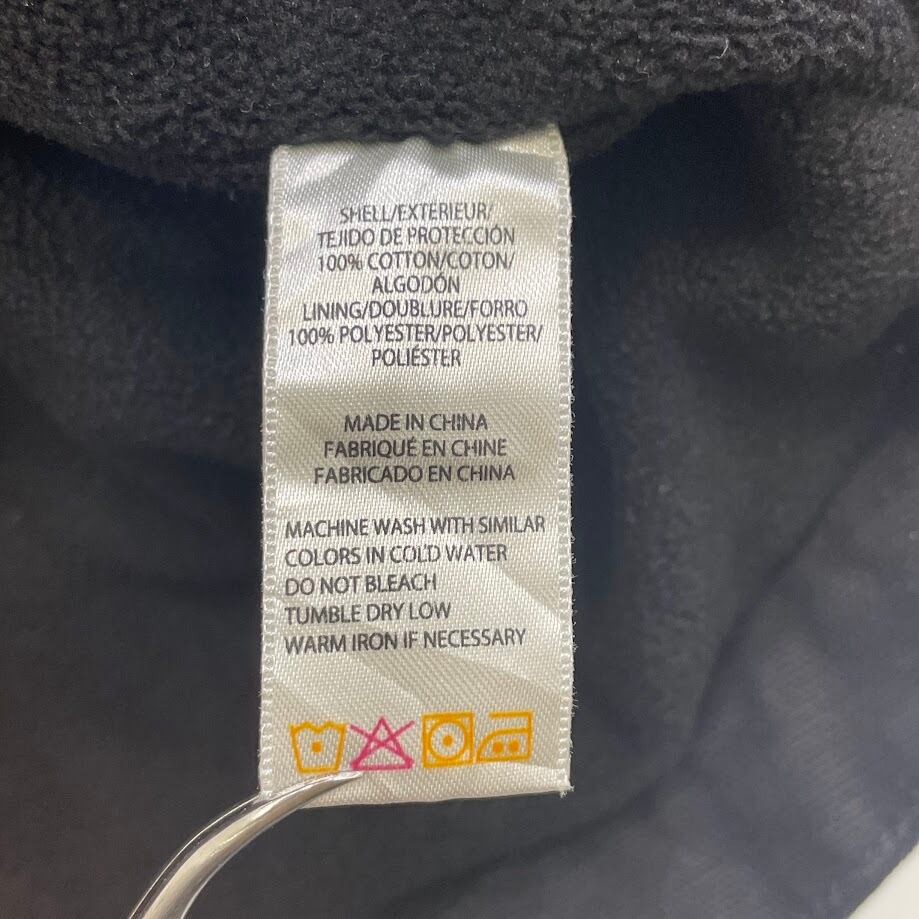 SHELL/EXTERIEUR/
TEJIDO DE PROTECCIÓN
100% COTTON/COTON/
ALGODÓN
LINING/DOUBLURE/FORRO
100% POLYESTER/POLYESTER/
POLIÉSTER
MADE IN CHINA
FABRIQUÉ EN CHINE
FABRICADO EN CHINA
MACHINE WASH WITH SIMILAR
COLORS IN COLD WATER
DO NOT BLEACH
TUMBLE DRY LOW
WARM IRON IF NECESSARY